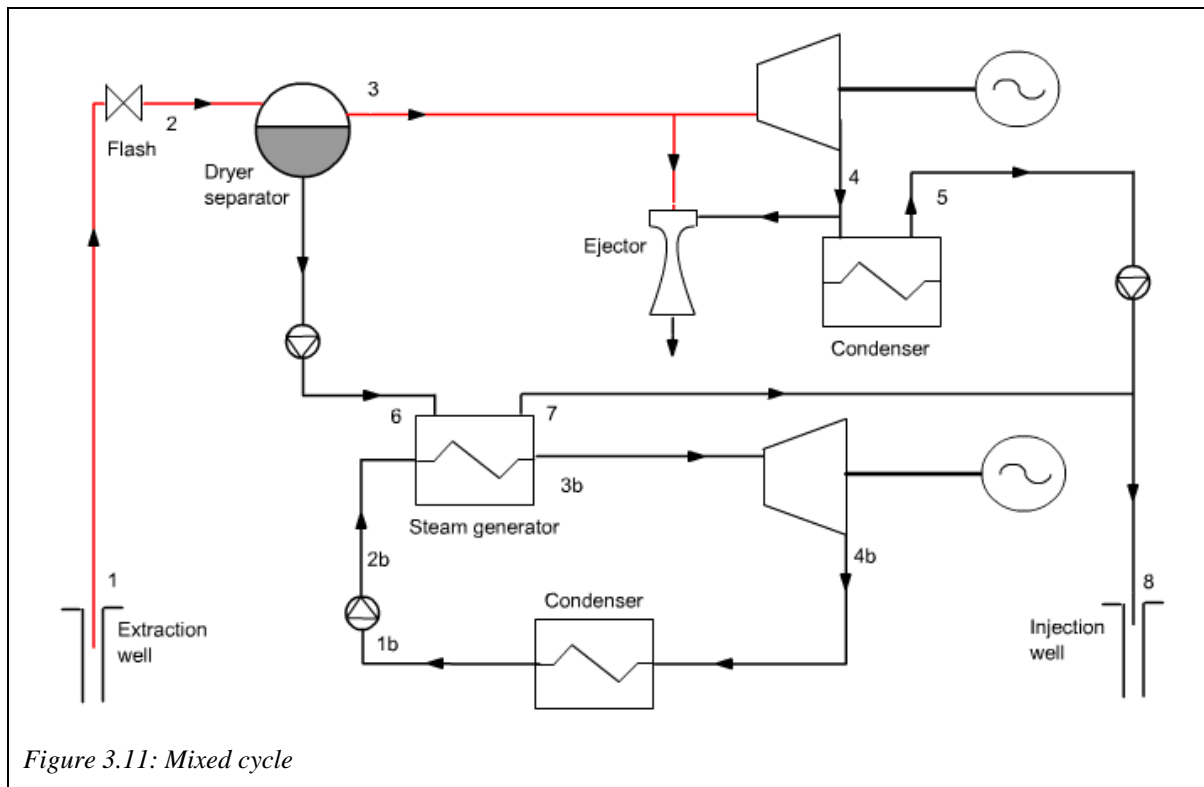 3
2
Flash
Dryer
separator
4
5
Ejector
Condenser
6
7
3b
Steam generator
2b
4b
1
8
Condenser
Extraction
well
1b
Injection
well
Figure 3.11: Mixed cycle